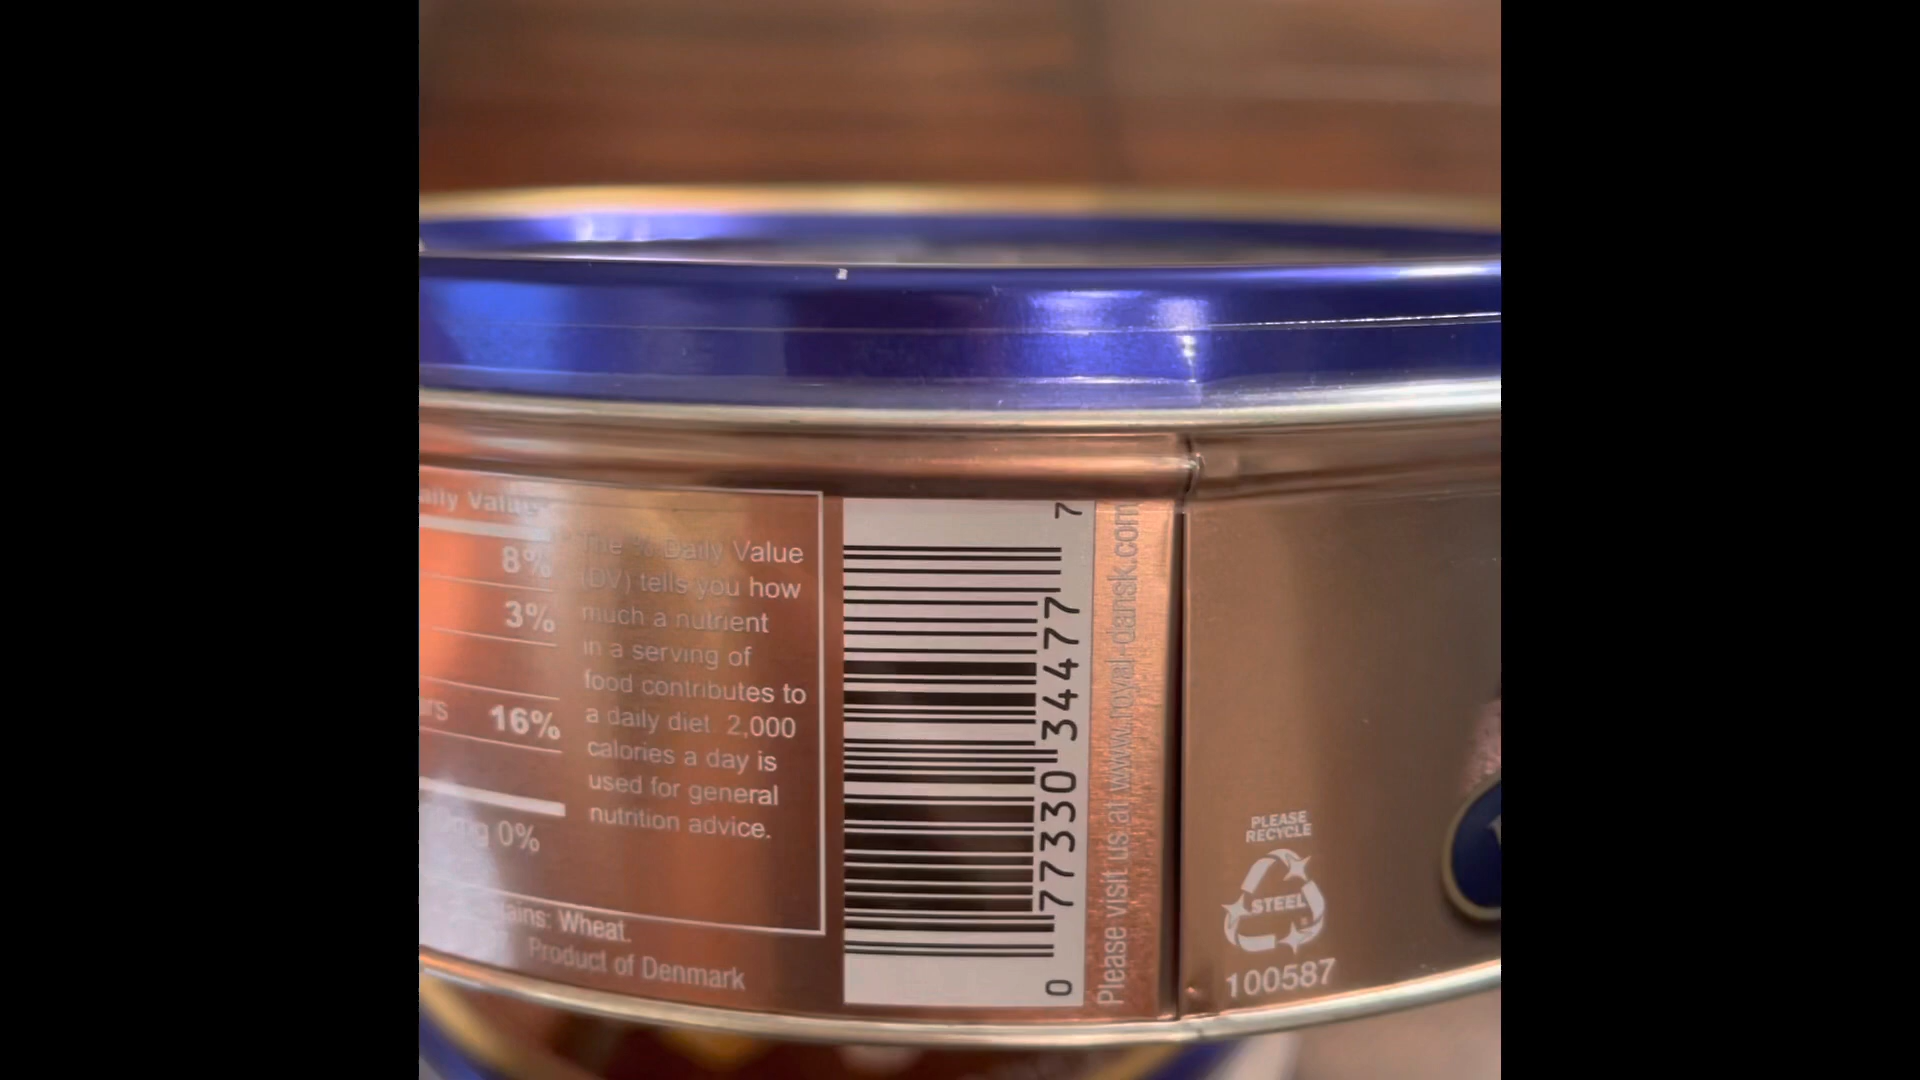 aily Value
8%
3%
rs 16%
mg 0%
The % Daily Value
(DV) tells you how
much a nutrient
in a serving of
food contributes to
a daily diet. 2,000
calories a day is
used for general
nutrition advice.
ains: Wheat.
Product of Denmark
0 77330 34477 7
Please visit us at www.royal-dansk.com
PLEASE
RECYCLE
STEEL
100587